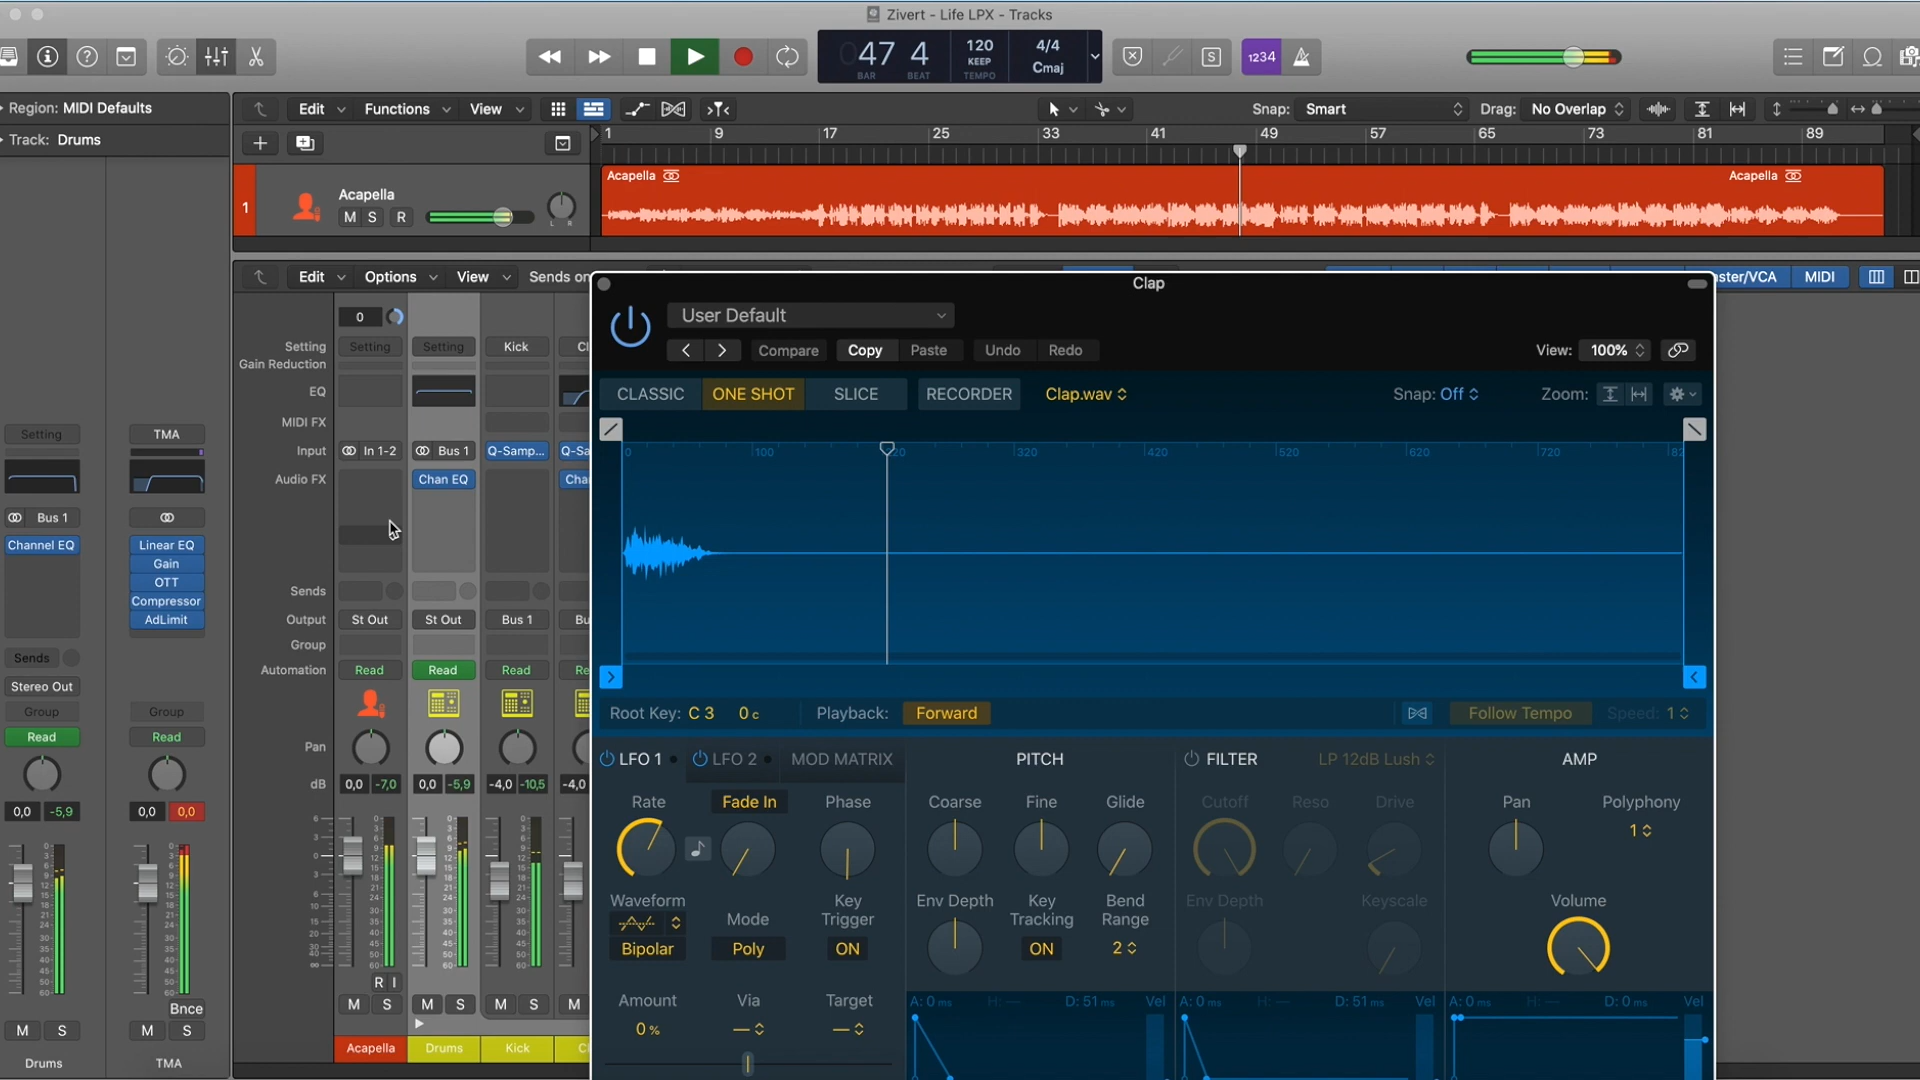 Zivert - Life LPX - Tracks
47 4
BAR BEAT
120
KEEP
TEMPO
4/4
Cmaj
S
1234
Region: MIDI Defaults
Track: Drums
Edit Functions View
Snap: Smart
Drag: No Overlap
1 9 17 25 33 41 49 57 65 73 81 89
1
Acapella
M S R
L R
Acapella
Acapella
Edit Options View Sends on
ster/VCA MIDI
0
Setting Setting Setting Kick
Gain Reduction
EQ
MIDI FX
Input In 1-2 Bus 1 Q-Samp...
Audio FX Chan EQ
Sends
Output St Out St Out Bus 1
Group
Automation Read Read Read
Pan
dB 0,0 -7,0 0,0 -5,9 -4,0 -10,5 -4,0
R I
M S M S M S M
Acapella Drums Kick
Setting TMA
Bus 1
Channel EQ
Linear EQ
Gain
OTT
Compressor
AdLimit
Sends
Stereo Out
Group Group
Read Read
0,0 -5,9 0,0 0,0
Bnce
M S M S
Drums TMA
Clap
User Default
Compare Copy Paste Undo Redo
View: 100%
CLASSIC ONE SHOT SLICE RECORDER Clap.wav
Snap: Off Zoom:
0 100 20 320 420 520 620 720
Root Key: C 3 0 c Playback: Forward
Follow Tempo Speed: 1
LFO 1 LFO 2 MOD MATRIX PITCH FILTER LP 12dB Lush AMP
Rate Fade In Phase Coarse Fine Glide Cutoff Reso Drive Pan Polyphony
1
Waveform
Bipolar
Mode
Poly
Key
Trigger
ON
Env Depth
Key
Tracking
ON
Bend
Range
2
Env Depth Keyscale Volume
Amount Via Target
0 %
A: 0 ms H: — D: 51 ms Vel A: 0 ms H: — D: 51 ms Vel A: 0 ms H: — D: 0 ms Vel